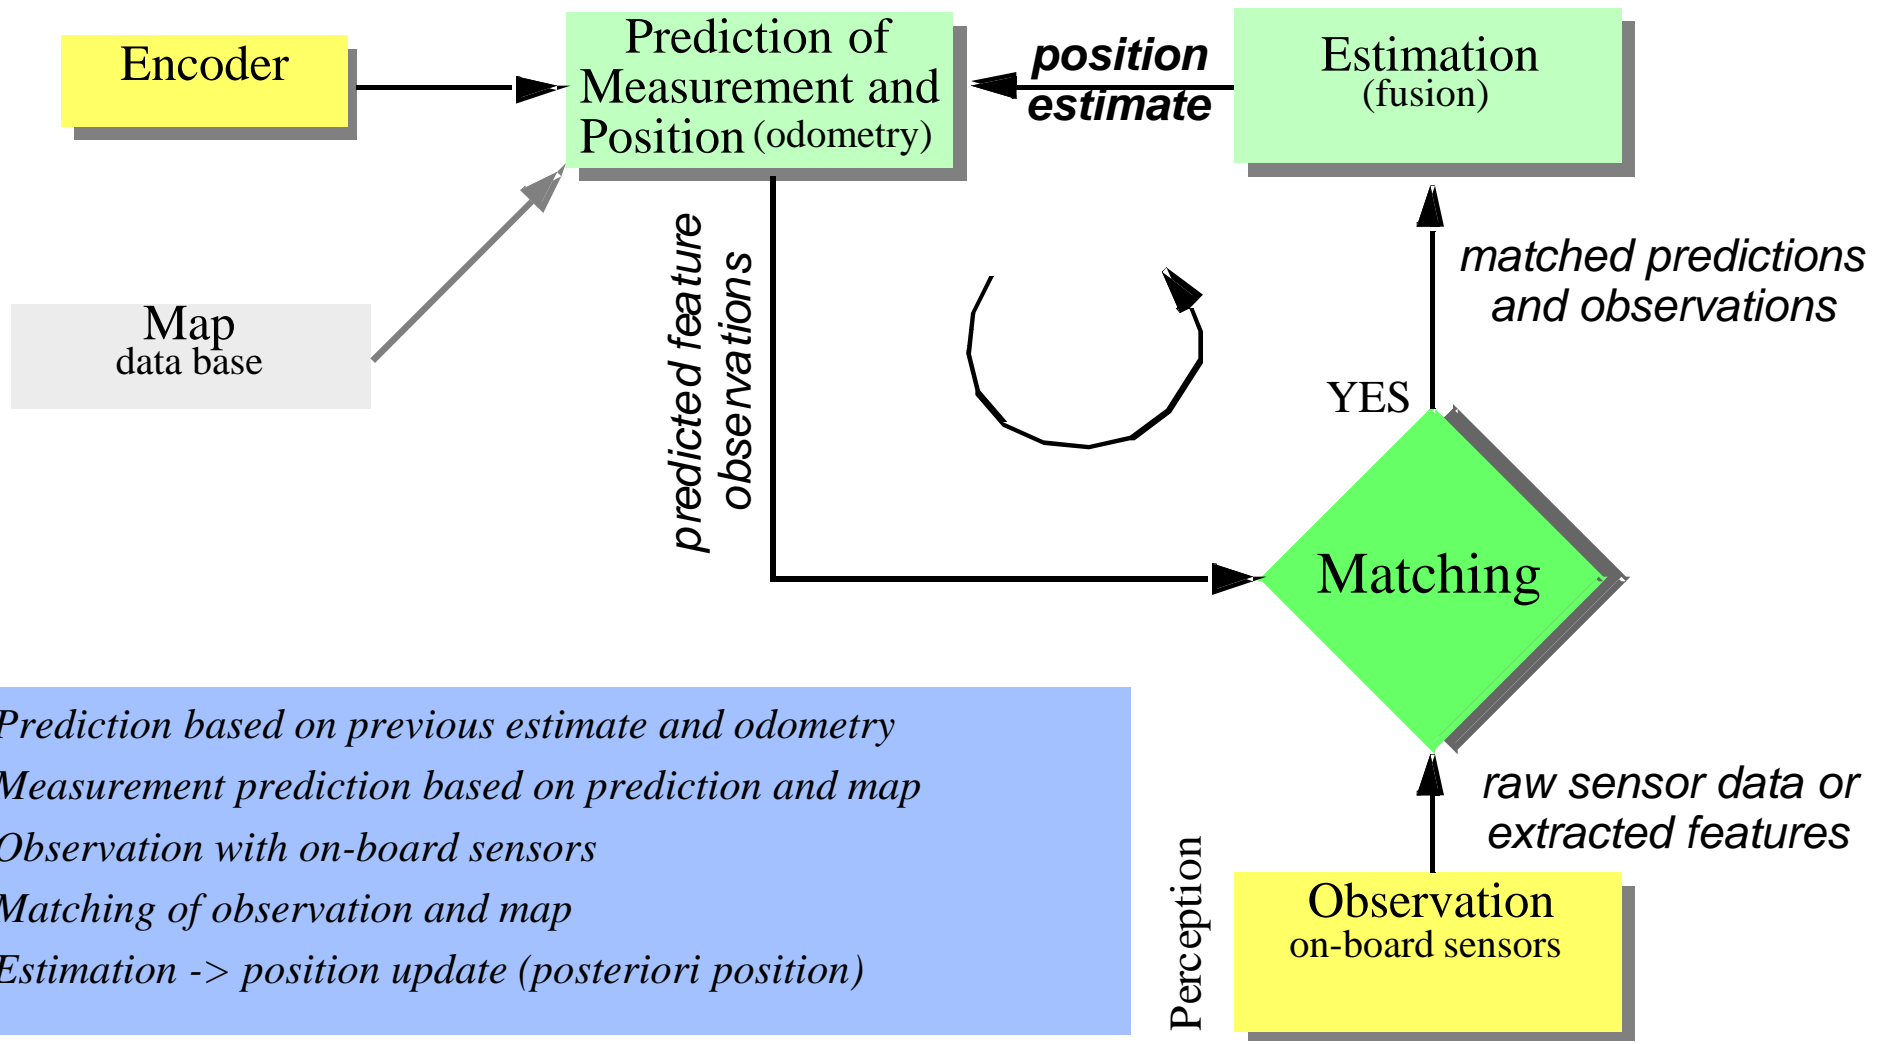 Encoder
Prediction of
Measurement and
Position (odometry)
position
estimate
Estimation
(fusion)
Map
data base
predicted feature
observations
matched predictions
and observations
YES
Matching
raw sensor data or
extracted features
Perception
Observation
on-board sensors
Prediction based on previous estimate and odometry
Measurement prediction based on prediction and map
Observation with on-board sensors
Matching of observation and map
Estimation -> position update (posteriori position)